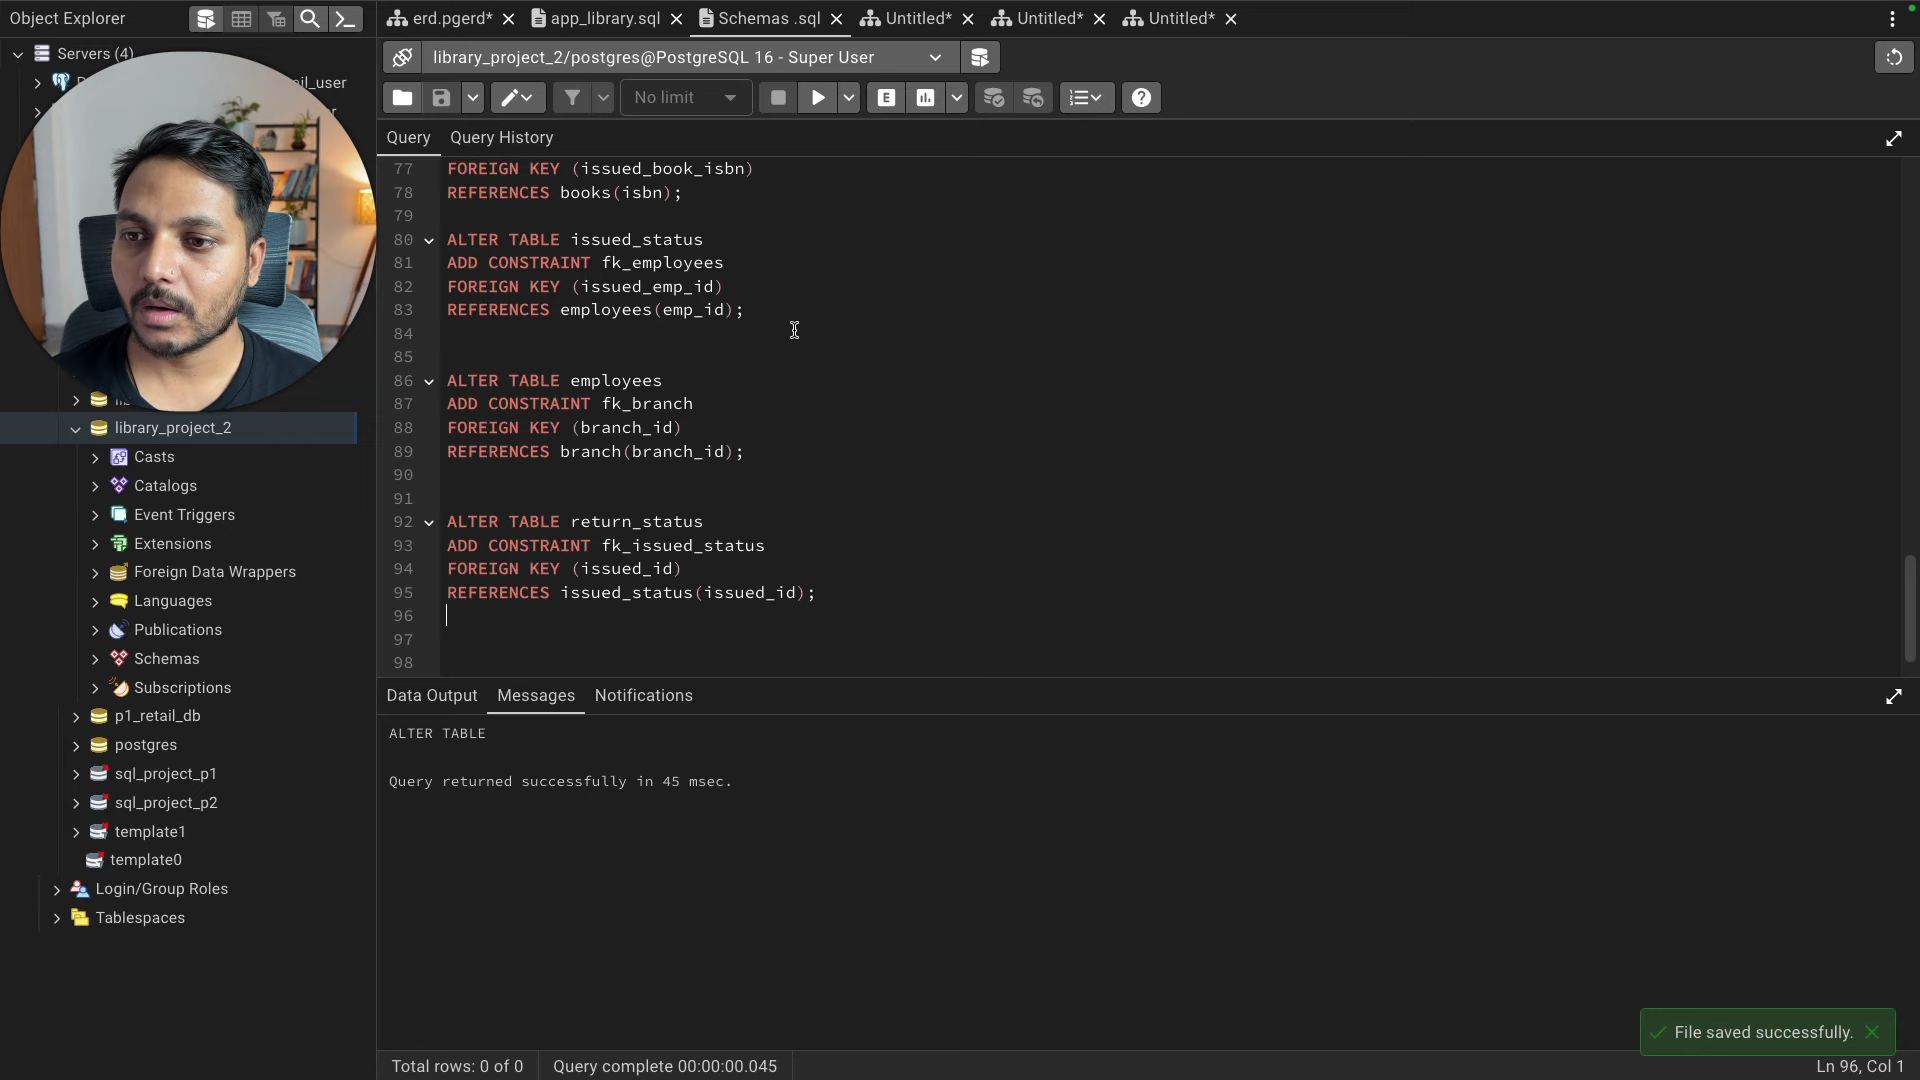 Object Explorer
erd.pgerd*
app_library.sql
Schemas .sql
Untitled*
Untitled*
Untitled*
Servers (4)
library_project_2/postgres@PostgreSQL 16 - Super User
No limit
E
Query
Query History
77 FOREIGN KEY (issued_book_isbn)
78 REFERENCES books(isbn);
79
80 ALTER TABLE issued_status
81 ADD CONSTRAINT fk_employees
82 FOREIGN KEY (issued_emp_id)
83 REFERENCES employees(emp_id);
84
85
86 ALTER TABLE employees
87 ADD CONSTRAINT fk_branch
88 FOREIGN KEY (branch_id)
89 REFERENCES branch(branch_id);
90
91
92 ALTER TABLE return_status
93 ADD CONSTRAINT fk_issued_status
94 FOREIGN KEY (issued_id)
95 REFERENCES issued_status(issued_id);
96
97
98
library_project_2
Casts
Catalogs
Event Triggers
Extensions
Foreign Data Wrappers
Languages
Publications
Schemas
Subscriptions
p1_retail_db
postgres
sql_project_p1
sql_project_p2
template1
template0
Login/Group Roles
Tablespaces
Data Output
Messages
Notifications
ALTER TABLE
Query returned successfully in 45 msec.
File saved successfully.
Total rows: 0 of 0
Query complete 00:00:00.045
Ln 96, Col 1